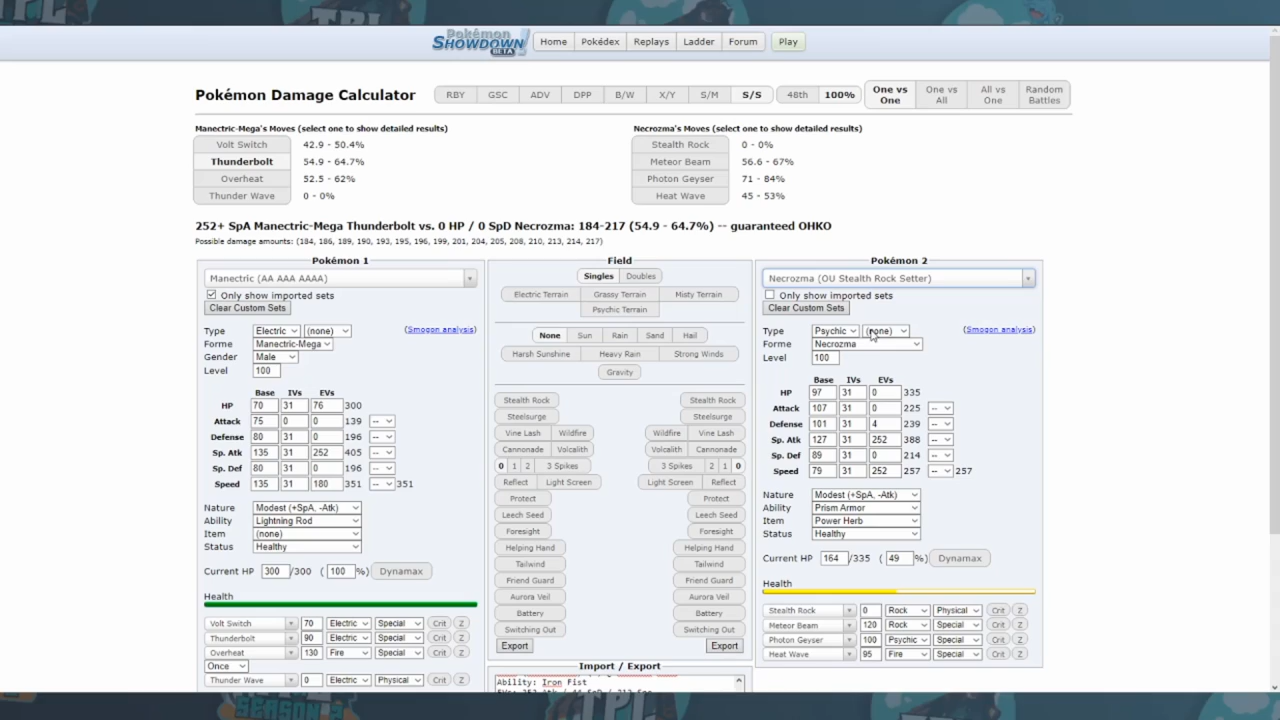 TPL
TPL
TPL
Pokémon
SHOWDOWN!
BETA
Home Pokédex Replays Ladder Forum Play
Pokémon Damage Calculator RBY GSC ADV DPP B/W X/Y S/M S/S 48th 100% One vs One One vs All All vs One Random Battles
Manectric-Mega's Moves (select one to show detailed results) Necrozma's Moves (select one to show detailed results)
Volt Switch 42.9 - 50.4% Stealth Rock 0 - 0%
Thunderbolt 54.9 - 64.7% Meteor Beam 56.6 - 67%
Overheat 52.5 - 62% Photon Geyser 71 - 84%
Thunder Wave 0 - 0% Heat Wave 45 - 53%
252+ SpA Manectric-Mega Thunderbolt vs. 0 HP / 0 SpD Necrozma: 184-217 (54.9 - 64.7%) -- guaranteed OHKO
Possible damage amounts: (184, 186, 189, 190, 193, 195, 196, 199, 201, 204, 205, 208, 210, 213, 214, 217)
Pokémon 1
Manectric (AA AAA AAAA)
Only show imported sets
Clear Custom Sets
Type Electric (none) (Smogon analysis)
Forme Manectric-Mega
Gender Male
Level 100
Base IVs EVs
HP 70 31 76 300
Attack 75 0 0 139 --
Defense 80 31 0 196 --
Sp. Atk 135 31 252 405 --
Sp. Def 80 31 0 196 --
Speed 135 31 180 351 -- 351
Nature Modest (+SpA, -Atk)
Ability Lightning Rod
Item (none)
Status Healthy
Current HP 300 /300 ( 100 %) Dynamax
Health
Volt Switch 70 Electric Special Crit Z
Thunderbolt 90 Electric Special Crit Z
Overheat 130 Fire Special Crit Z
Once
Thunder Wave 0 Electric Physical Crit Z
Field
Singles Doubles
Electric Terrain Grassy Terrain Misty Terrain
Psychic Terrain
None Sun Rain Sand Hail
Harsh Sunshine Heavy Rain Strong Winds
Gravity
Stealth Rock Stealth Rock
Steelsurge Steelsurge
Vine Lash Wildfire Wildfire Vine Lash
Cannonade Volcalith Volcalith Cannonade
0 1 2 3 Spikes 3 Spikes 2 1 0
Reflect Light Screen Light Screen Reflect
Protect Protect
Leech Seed Leech Seed
Foresight Foresight
Helping Hand Helping Hand
Tailwind Tailwind
Friend Guard Friend Guard
Aurora Veil Aurora Veil
Battery Battery
Switching Out Switching Out
Export Export
Import / Export
Ability: Iron Fist
Pokémon 2
Necrozma (OU Stealth Rock Setter)
Only show imported sets
Clear Custom Sets
Type Psychic (none) (Smogon analysis)
Forme Necrozma
Level 100
Base IVs EVs
HP 97 31 0 335
Attack 107 31 0 225 --
Defense 101 31 4 239 --
Sp. Atk 127 31 252 388 --
Sp. Def 89 31 0 214 --
Speed 79 31 252 257 -- 257
Nature Modest (+SpA, -Atk)
Ability Prism Armor
Item Power Herb
Status Healthy
Current HP 164 /335 ( 49 %) Dynamax
Health
Stealth Rock 0 Rock Physical Crit Z
Meteor Beam 120 Rock Special Crit Z
Photon Geyser 100 Psychic Special Crit Z
Heat Wave 95 Fire Special Crit Z
SEASON
TPL